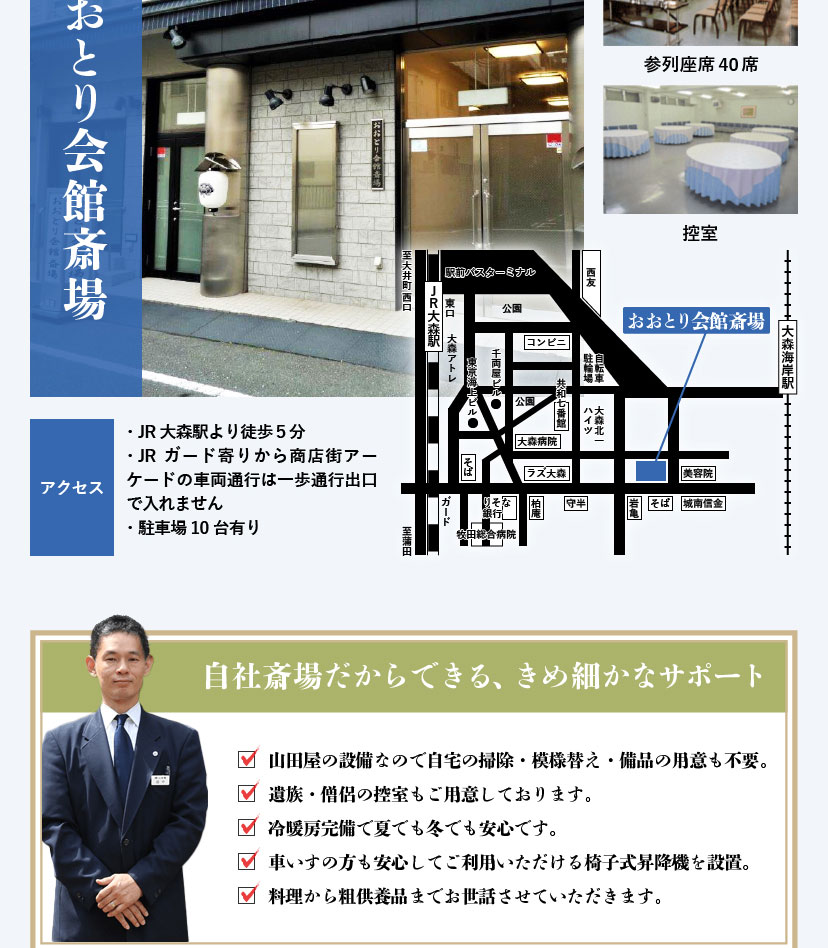 おとり会館斎場
おおとり会館斎場
参列座席 40 席
控室
至大井町
西口
駅前バスターミナル
西友
JR大森駅
東口
公園
おおとり会館斎場
大森海岸駅
大森アトレ
コンビニ
千両屋ビル
東京海上ビル
自転車
駐輪場
共和七番館
公園
大森北一
ハイツ
大森病院
そば
ラズ大森
美容院
ガード
りそな
銀行
柏庵
守半
岩亀
そば
城南信金
牧田総合病院
至蒲田
アクセス
・JR 大森駅より徒歩 5 分
・JR ガード寄りから商店街アー
ケードの車両通行は一歩通行出口
で入れません
・駐車場 10 台有り
自社斎場だからできる、きめ細かなサポート
山田屋の設備なので自宅の掃除・模様替え・備品の用意も不要。
遺族・僧侶の控室もご用意しております。
冷暖房完備で夏でも冬でも安心です。
車いすの方も安心してご利用いただける椅子式昇降機を設置。
料理から粗供養品までお世話させていただきます。